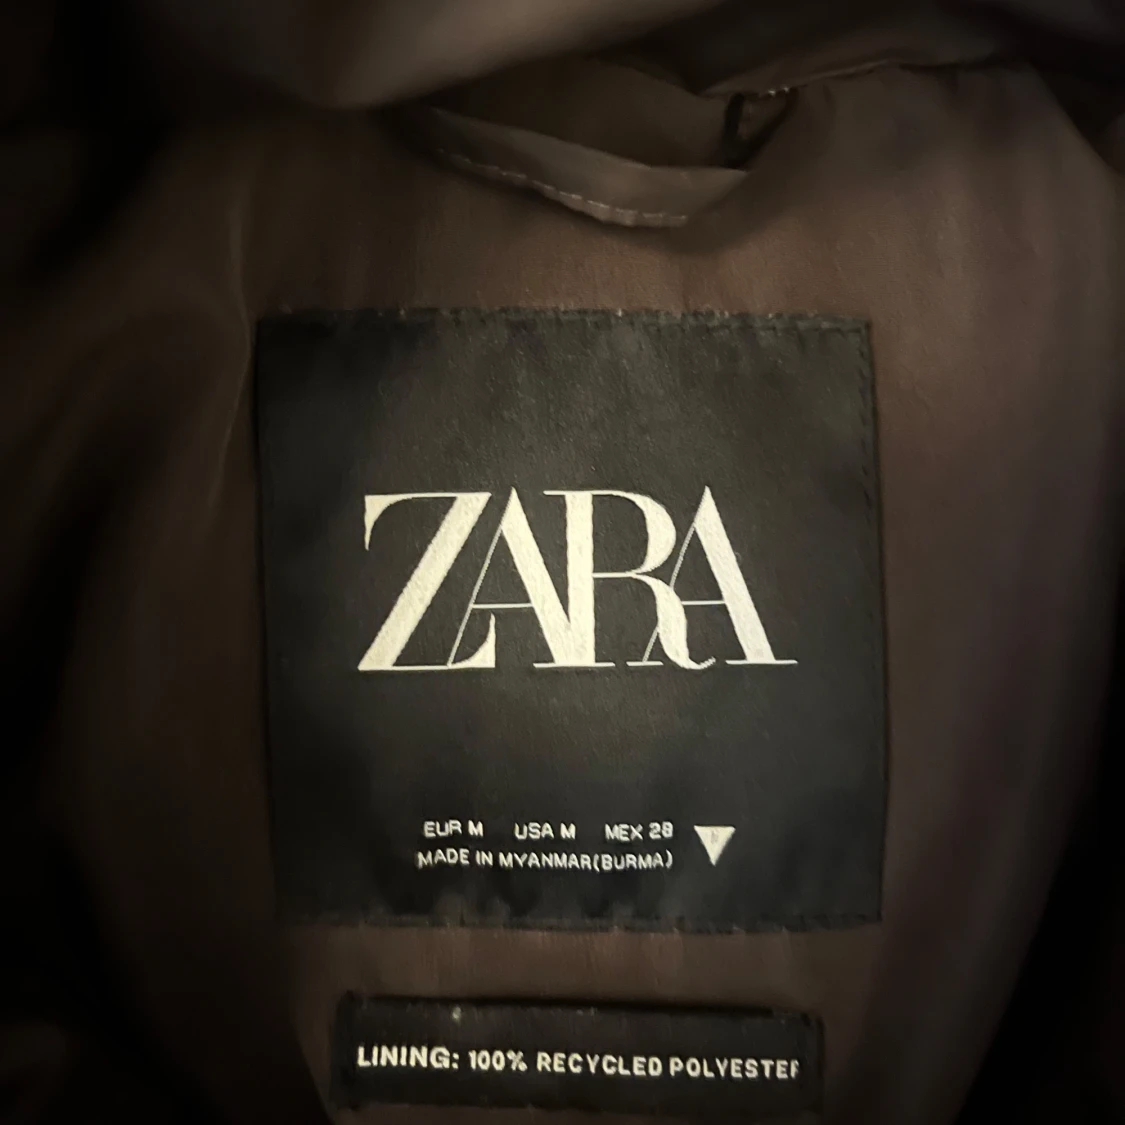 ZARA
EUR M USA M MEX 28
MADE IN MYANMAR(BURMA)
LINING: 100% RECYCLED POLYESTER